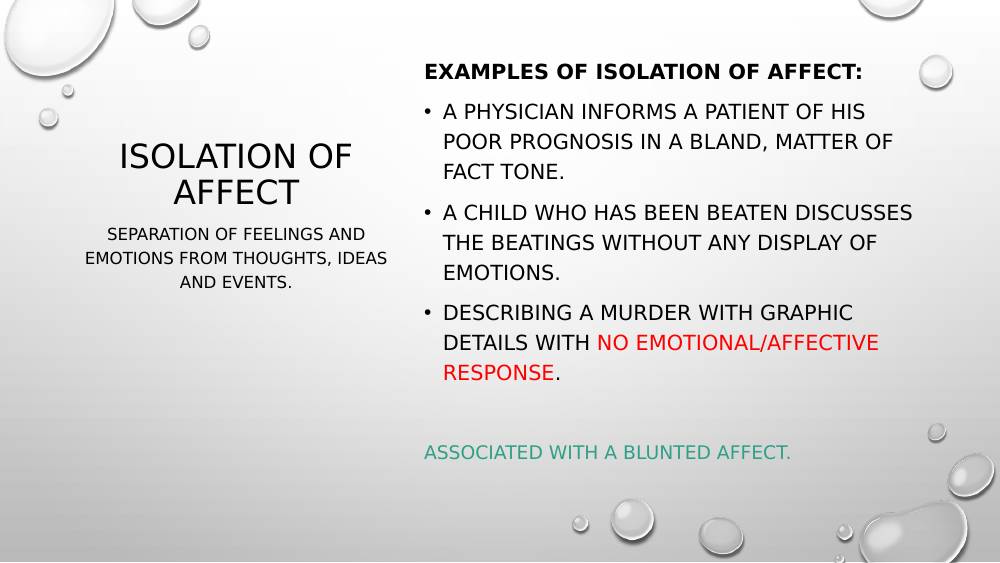 ISOLATION OF
AFFECT
SEPARATION OF FEELINGS AND
EMOTIONS FROM THOUGHTS, IDEAS
AND EVENTS.
EXAMPLES OF ISOLATION OF AFFECT:
• A PHYSICIAN INFORMS A PATIENT OF HIS
POOR PROGNOSIS IN A BLAND, MATTER OF
FACT TONE.
• A CHILD WHO HAS BEEN BEATEN DISCUSSES
THE BEATINGS WITHOUT ANY DISPLAY OF
EMOTIONS.
• DESCRIBING A MURDER WITH GRAPHIC
DETAILS WITH NO EMOTIONAL/AFFECTIVE
RESPONSE.
ASSOCIATED WITH A BLUNTED AFFECT.